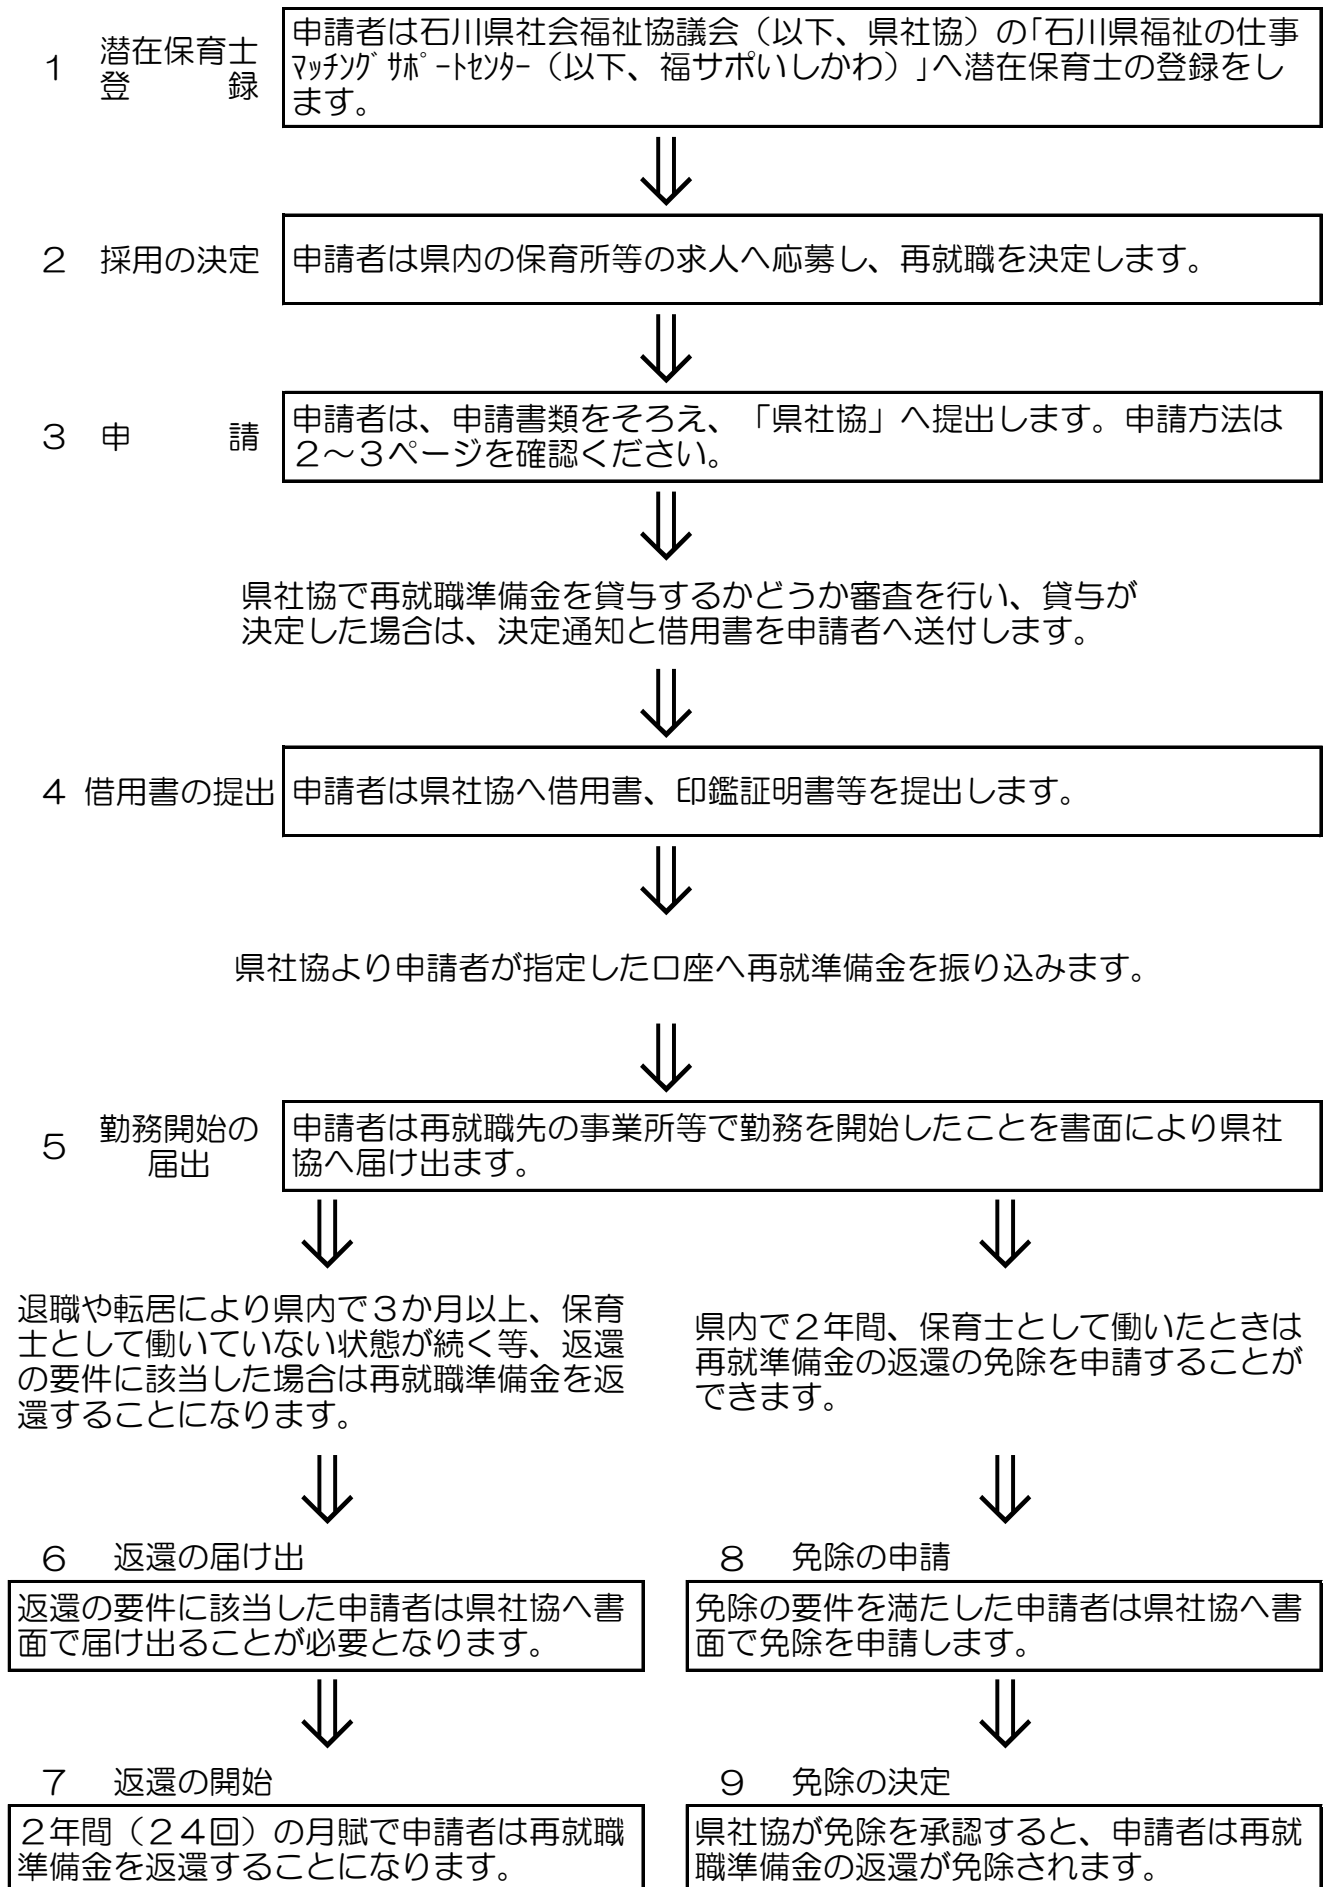 1 潜在保育士
登　　　録
申請者は石川県社会福祉協議会（以下、県社協）の「石川県福祉の仕事
ﾏｯﾁﾝｸﾞｻﾎﾟｰﾄｾﾝﾀｰ（以下、福サポいしかわ）」へ潜在保育士の登録をし
ます。
２　採用の決定
申請者は県内の保育所等の求人へ応募し、再就職を決定します。
３　申　　　請
申請者は、申請書類をそろえ、「県社協」へ提出します。申請方法は
２～３ページを確認ください。
県社協で再就職準備金を貸与するかどうか審査を行い、貸与が
決定した場合は、決定通知と借用書を申請者へ送付します。
４ 借用書の提出
申請者は県社協へ借用書、印鑑証明書等を提出します。
県社協より申請者が指定した口座へ再就準備金を振り込みます。
５ 勤務開始の
届出
申請者は再就職先の事業所等で勤務を開始したことを書面により県社
協へ届け出ます。
退職や転居により県内で３か月以上、保育
士として働いていない状態が続く等、返還
の要件に該当した場合は再就職準備金を返
還することになります。
６　返還の届け出
返還の要件に該当した申請者は県社協へ書
面で届け出ることが必要となります。
７　返還の開始
２年間（２４回）の月賦で申請者は再就職
準備金を返還することになります。
県内で２年間、保育士として働いたときは
再就準備金の返還の免除を申請することが
できます。
８　免除の申請
免除の要件を満たした申請者は県社協へ書
面で免除を申請します。
９　免除の決定
県社協が免除を承認すると、申請者は再就
職準備金の返還が免除されます。